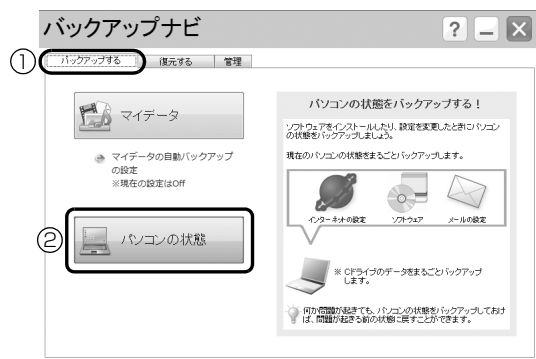 バックアップナビ
? – ×
① バックアップする 復元する 管理
マイデータ
マイデータの自動バックアップ
の設定
※現在の設定はOff
② パソコンの状態
パソコンの状態をバックアップする！
ソフトウェアをインストールしたり、設定を変更したときにパソコン
の状態をバックアップしましょう。
現在のパソコンの状態をまるごとバックアップします。
インターネットの設定 ソフトウェア メールの設定
※ Cドライブのデータをまるごとバックアップ
します。
何か問題が起きても、パソコンの状態をバックアップしておけ
ば、問題が起きる前の状態に戻すことができます。